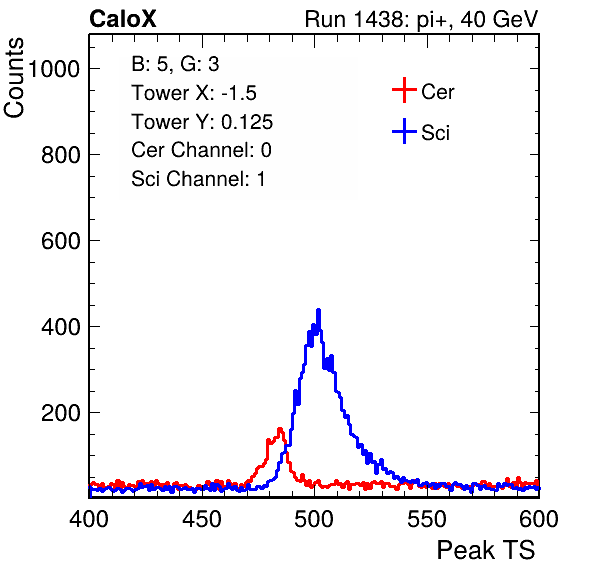 CaloX Run 1438: pi+, 40 GeV
Counts
1000
800
600
400
200
B: 5, G: 3
Tower X: -1.5
Tower Y: 0.125
Cer Channel: 0
Sci Channel: 1
Cer
Sci
400 450 500 550 600
Peak TS